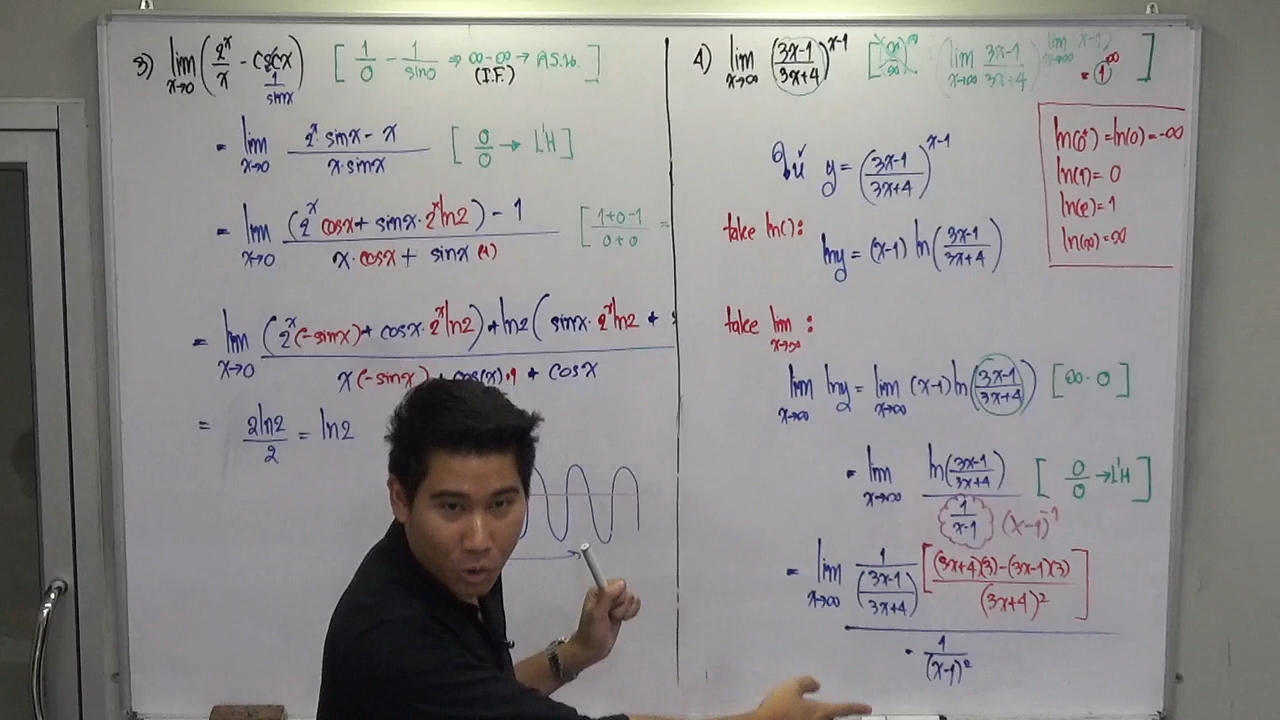 3) lim x→0 (2^x/x - cscx) [1/0 - 1/sin0 ⇒ ∞-∞ → ค.ร.น.]
1/sinx (I.F.)
= lim x→0 (2^x·sinx - x)/(x·sinx) [0/0 → L'H]
= lim x→0 ((2^x cosx + sinx·2^x ln2) - 1)/(x·cosx + sinx(1)) [(1+0-1)/(0+0) =
= lim x→0 ((2^x(-sinx) + cosx·2^x ln2) + ln2(sinx·2^x ln2 +)/(x(-sinx) + cos(x)·1 + cosx)
= 2ln2/2 = ln2
4) lim x→∞ ((3x-1)/(3x+4))^(x-1) [(∞/∞)^∞ (lim x→∞ (3x-1)/(3x+4))^(lim x→∞ (x-1)) = 1^∞]
ให้ y = ((3x-1)/(3x+4))^(x-1)
take ln(): lny = (x-1) ln((3x-1)/(3x+4))
ln(0⁺) = ln(0) = -∞
ln(1) = 0
ln(e) = 1
ln(∞) = ∞
take lim x→∞ :
lim x→∞ lny = lim x→∞ (x-1) ln((3x-1)/(3x+4)) [∞·0]
= lim x→∞ ln((3x-1)/(3x+4))/(1/(x-1)) [0/0 → L'H]
(x-1)^-1
= lim x→∞ 1/((3x-1)/(3x+4)) [((3x+4)(3)-(3x-1)(3))/(3x+4)²]
- 1/(x-1)²